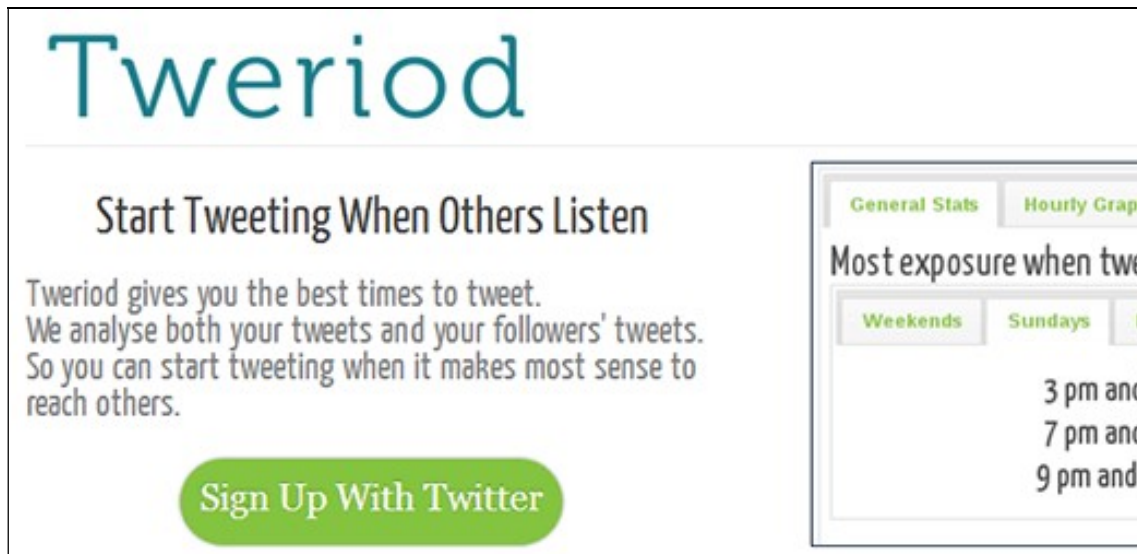 Tweriod
Start Tweeting When Others Listen
Tweriod gives you the best times to tweet.
We analyse both your tweets and your followers' tweets.
So you can start tweeting when it makes most sense to
reach others.
Sign Up With Twitter
General Stats Hourly
Most exposure when
Weekends Sundays
3 pm
7 pm
9 pm and